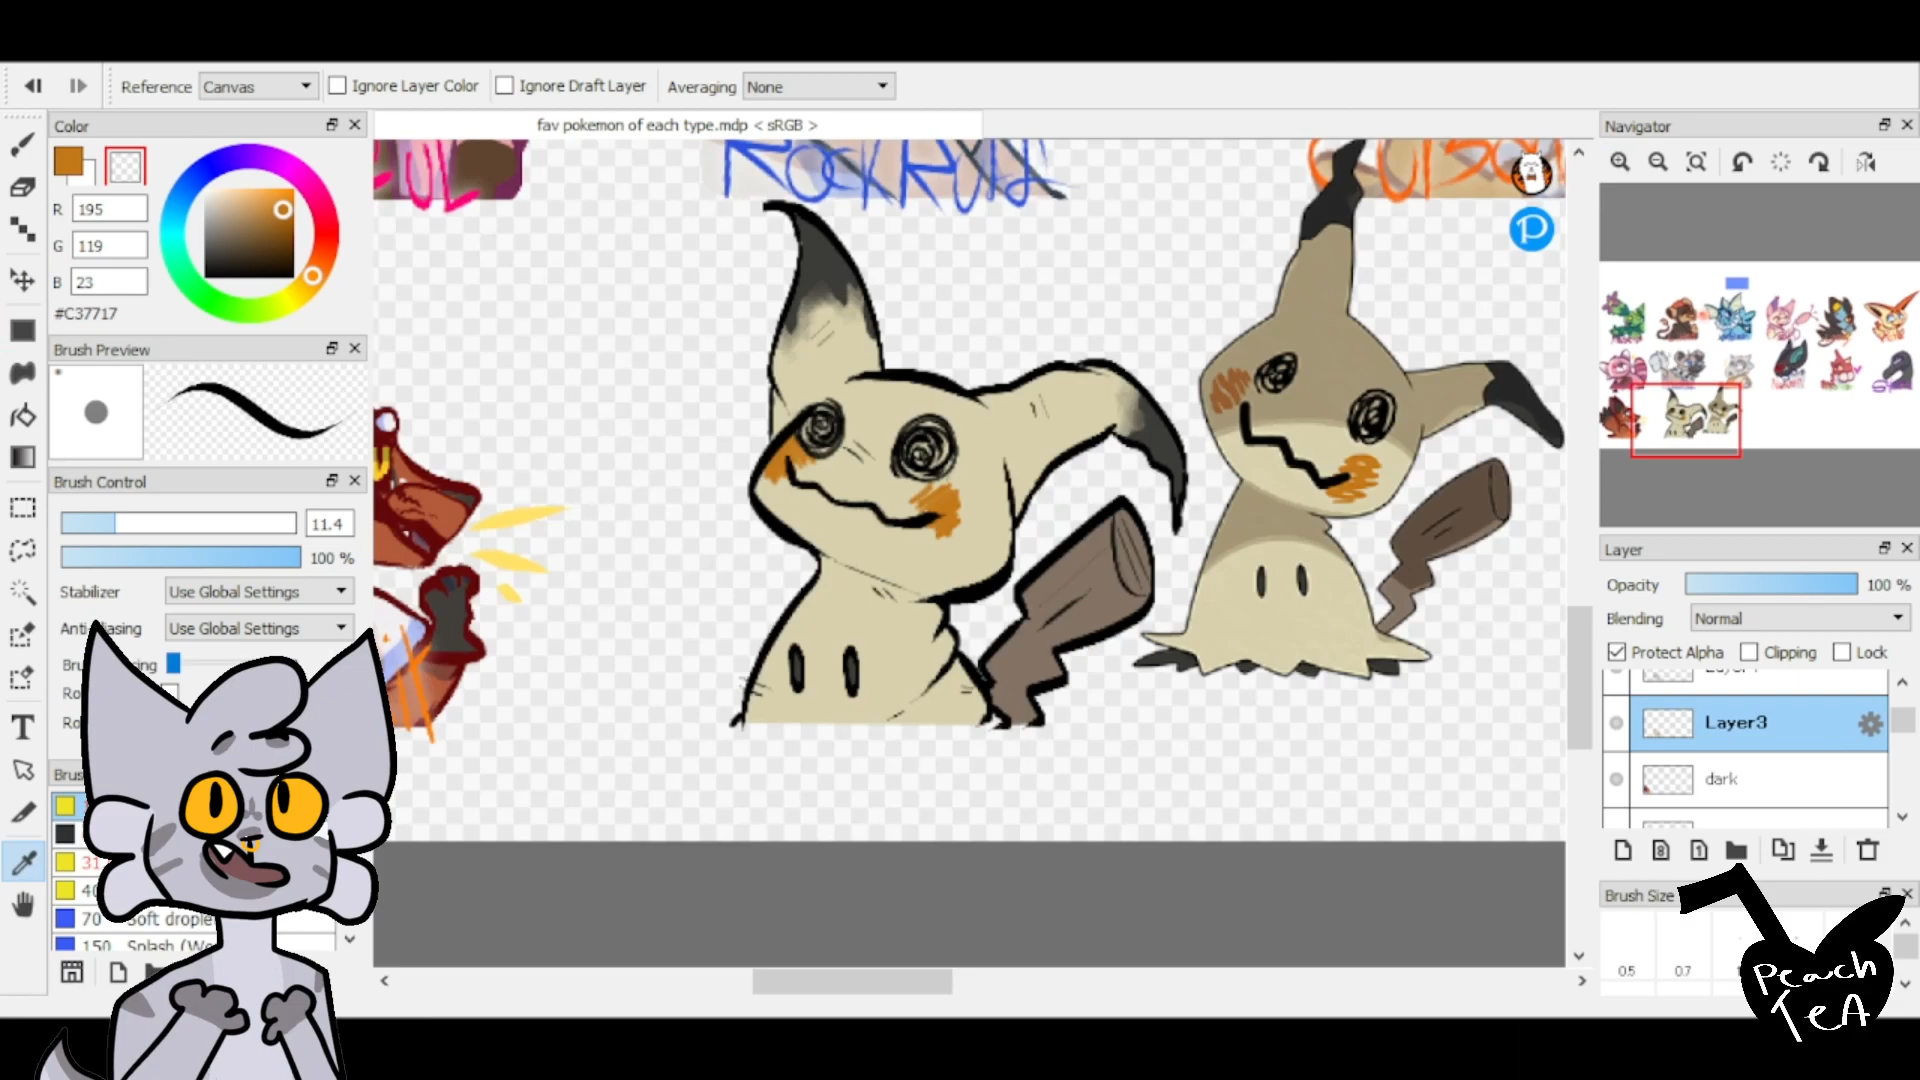 Reference Canvas Ignore Layer Color Ignore Draft Layer Averaging None
Color
fav pokemon of each type.mdp < sRGB >
Navigator
R 195
G 119
B 23
#C37717
ROCKRUFF
P
Brush Preview
*
Brush Control
11.4
100 %
Stabilizer Use Global Settings
Use Global Settings
Layer
Opacity 100 %
Blending Normal
Protect Alpha Clipping Lock
Layer3
dark
T
31
40
70 Soft
150 Splash
Brush Size
0.5 0.7
Peach
TeA